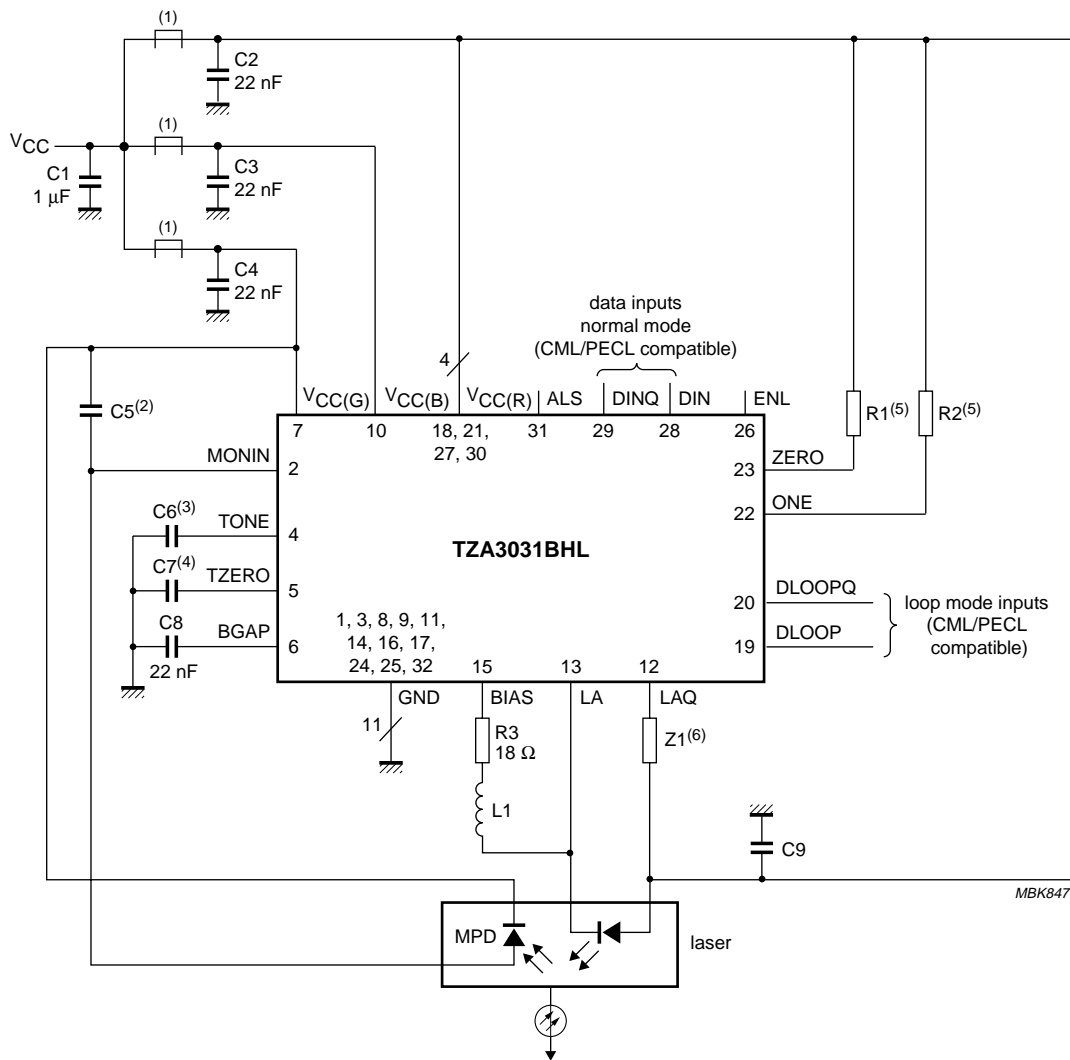 (1)
C2
22 nF
VCC
(1)
C1
1 μF
C3
22 nF
(1)
C4
22 nF
data inputs
normal mode
(CML/PECL compatible)
4
C5(2)
VCC(G)
VCC(B)
VCC(R)
ALS
DINQ
DIN
ENL
R1(5)
R2(5)
7
10
18, 21,
27, 30
31
29
28
26
MONIN
2
23
ZERO
22
ONE
C6(3)
TONE
4
TZA3031BHL
C7(4)
TZERO
5
20
DLOOPQ
loop mode inputs
(CML/PECL
compatible)
C8
22 nF
BGAP
6
1, 3, 8, 9, 11,
14, 16, 17,
24, 25, 32
19
DLOOP
15
13
12
GND
BIAS
LA
LAQ
11
R3
18 Ω
Z1(6)
L1
C9
MBK847
MPD
laser